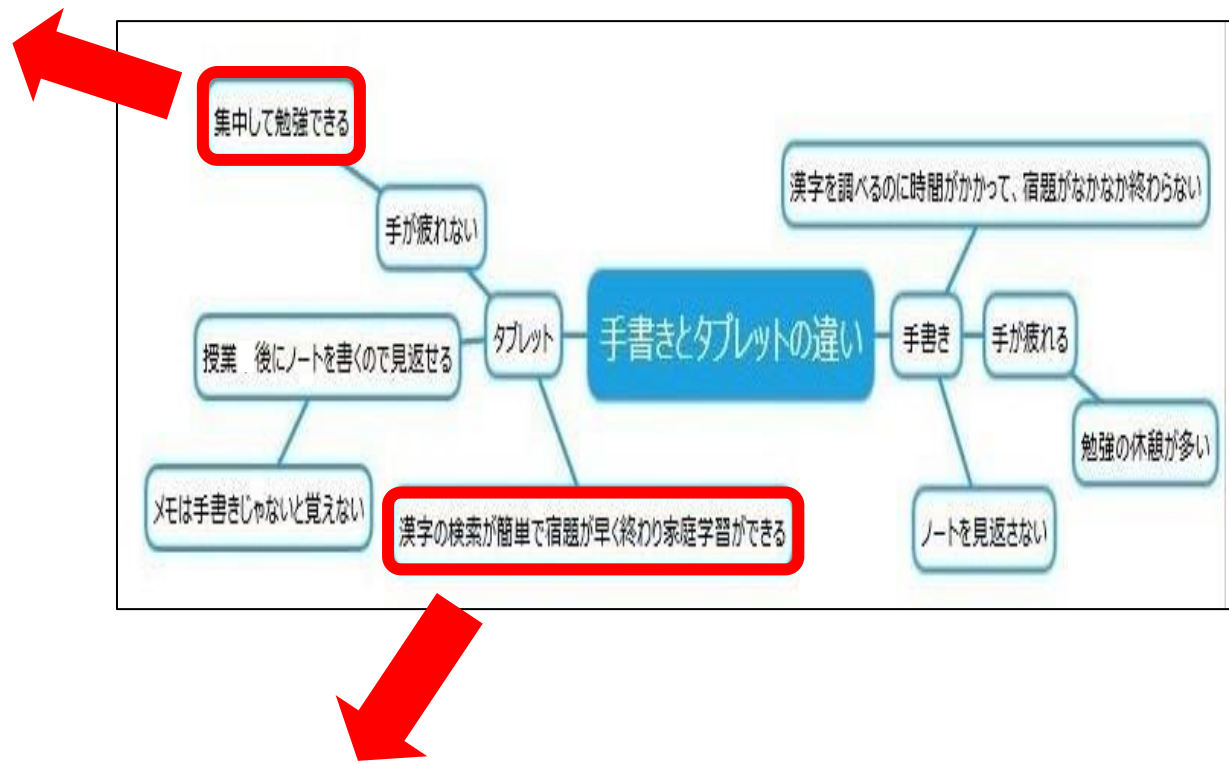 集中して勉強できる
漢字を調べるのに時間がかかって、宿題がなかなか終わらない
手が疲れない
手書きとタブレットの違い
タブレット
手書き
手が疲れる
授業　後にノートを書くので見返せる
勉強の休憩が多い
メモは手書きじゃないと覚えない
漢字の検索が簡単で宿題が早く終わり家庭学習ができる
ノートを見返さない